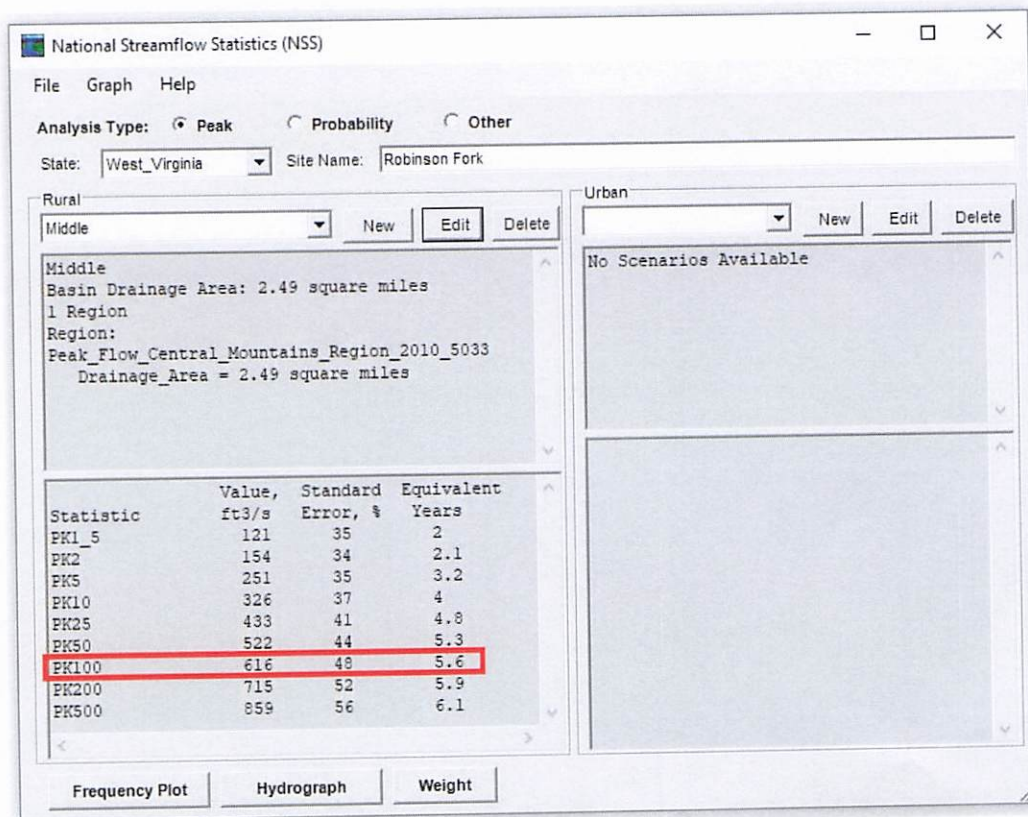 National Streamflow Statistics (NSS)
File Graph Help
Analysis Type: Peak Probability Other
State: West_Virginia Site Name: Robinson Fork
Rural
Middle New Edit Delete
Middle
Basin Drainage Area: 2.49 square miles
1 Region
Region:
Peak_Flow_Central_Mountains_Region_2010_5033
Drainage_Area = 2.49 square miles
Value, Standard Equivalent
Statistic ft3/s Error, % Years
PK1_5 121 35 2
PK2 154 34 2.1
PK5 251 35 3.2
PK10 326 37 4
PK25 433 41 4.8
PK50 522 44 5.3
PK100 616 48 5.6
PK200 715 52 5.9
PK500 859 56 6.1
Urban
New Edit Delete
No Scenarios Available
Frequency Plot Hydrograph Weight